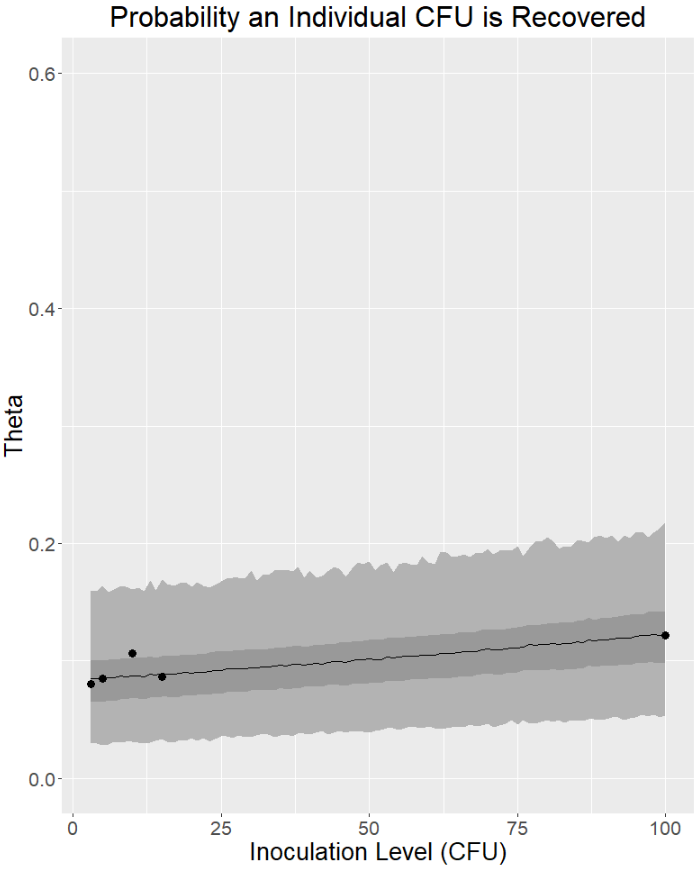 Probability an Individual CFU is Recovered
0.6
0.4
0.2
0.0
Theta
0 25 50 75 100
Inoculation Level (CFU)